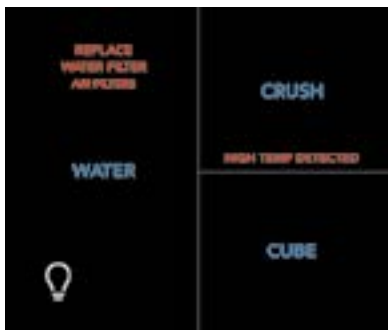 REPLACE
WATER FILTER
AIR FILTERS
WATER
CRUSH
HIGH TEMP DETECTED
CUBE